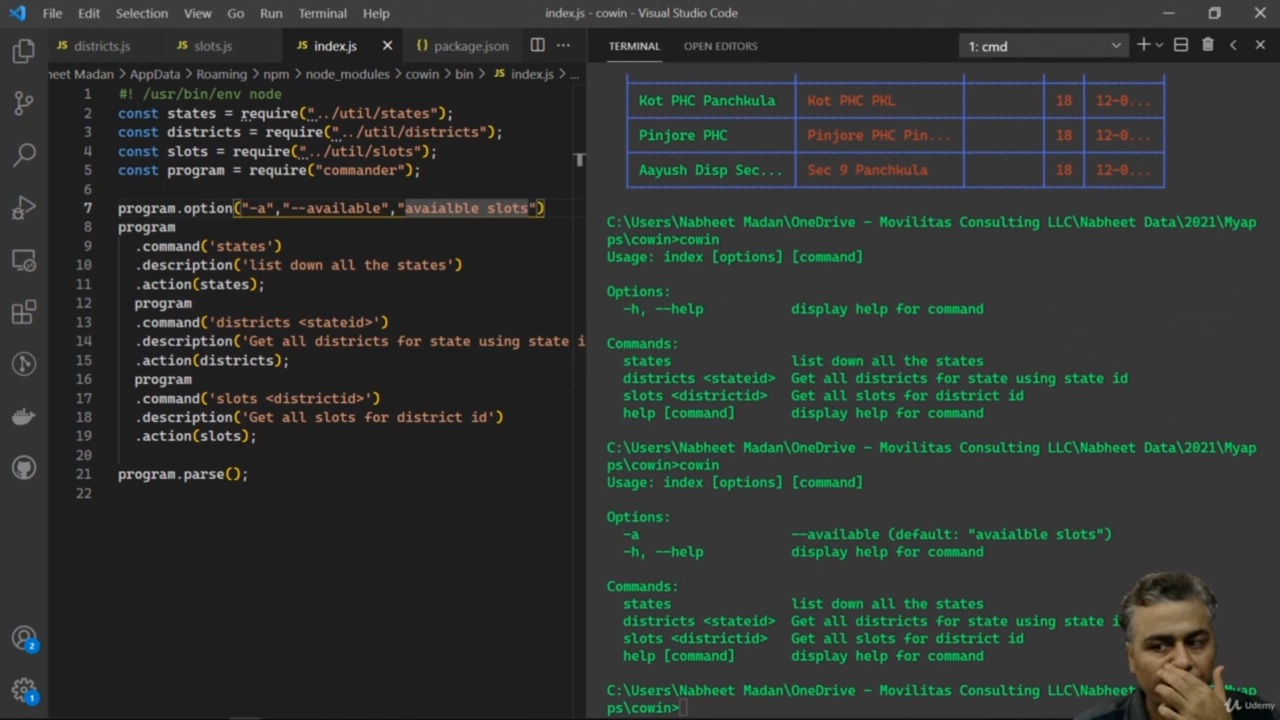 File Edit Selection View Go Run Terminal Help index.js - cowin - Visual Studio Code
JS districts.js JS slots.js JS index.js {} package.json
TERMINAL OPEN EDITORS 1: cmd
heet Madan > AppData > Roaming > npm > node_modules > cowin > bin > JS index.js > ...
1 #! /usr/bin/env node
2 const states = require("../util/states");
3 const districts = require("../util/districts");
4 const slots = require("../util/slots");
5 const program = require("commander");
6
7 program.option("-a","--available","avaialble slots")
8 program
9 .command('states')
10 .description('list down all the states')
11 .action(states);
12 program
13 .command('districts <stateid>')
14 .description('Get all districts for state using state i
15 .action(districts);
16 program
17 .command('slots <districtid>')
18 .description('Get all slots for district id')
19 .action(slots);
20
21 program.parse();
22
Kot PHC Panchkula Kot PHC PKL 18 12-0...
Pinjore PHC Pinjore PHC Pin... 18 12-0...
Aayush Disp Sec... Sec 9 Panchkula 18 12-0...
C:\Users\Nabheet Madan\OneDrive - Movilitas Consulting LLC\Nabheet Data\2021\Myap
ps\cowin>cowin
Usage: index [options] [command]
Options:
-h, --help display help for command
Commands:
states list down all the states
districts <stateid> Get all districts for state using state id
slots <districtid> Get all slots for district id
help [command] display help for command
C:\Users\Nabheet Madan\OneDrive - Movilitas Consulting LLC\Nabheet Data\2021\Myap
ps\cowin>cowin
Usage: index [options] [command]
Options:
-a --available (default: "avaialble slots")
-h, --help display help for command
Commands:
states list down all the states
districts <stateid> Get all districts for state using state i
slots <districtid> Get all slots for district id
help [command] display help for command
C:\Users\Nabheet Madan\OneDrive - Movilitas Consulting LLC\Nabheet Data\2021\Myap
ps\cowin>
2
1
Udemy